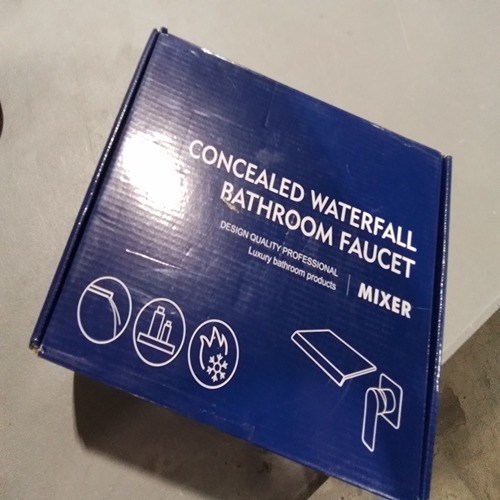 CONCEALED WATERFALL
BATHROOM FAUCET
DESIGN QUALITY PROFESSIONAL
Luxury bathroom products
MIXER